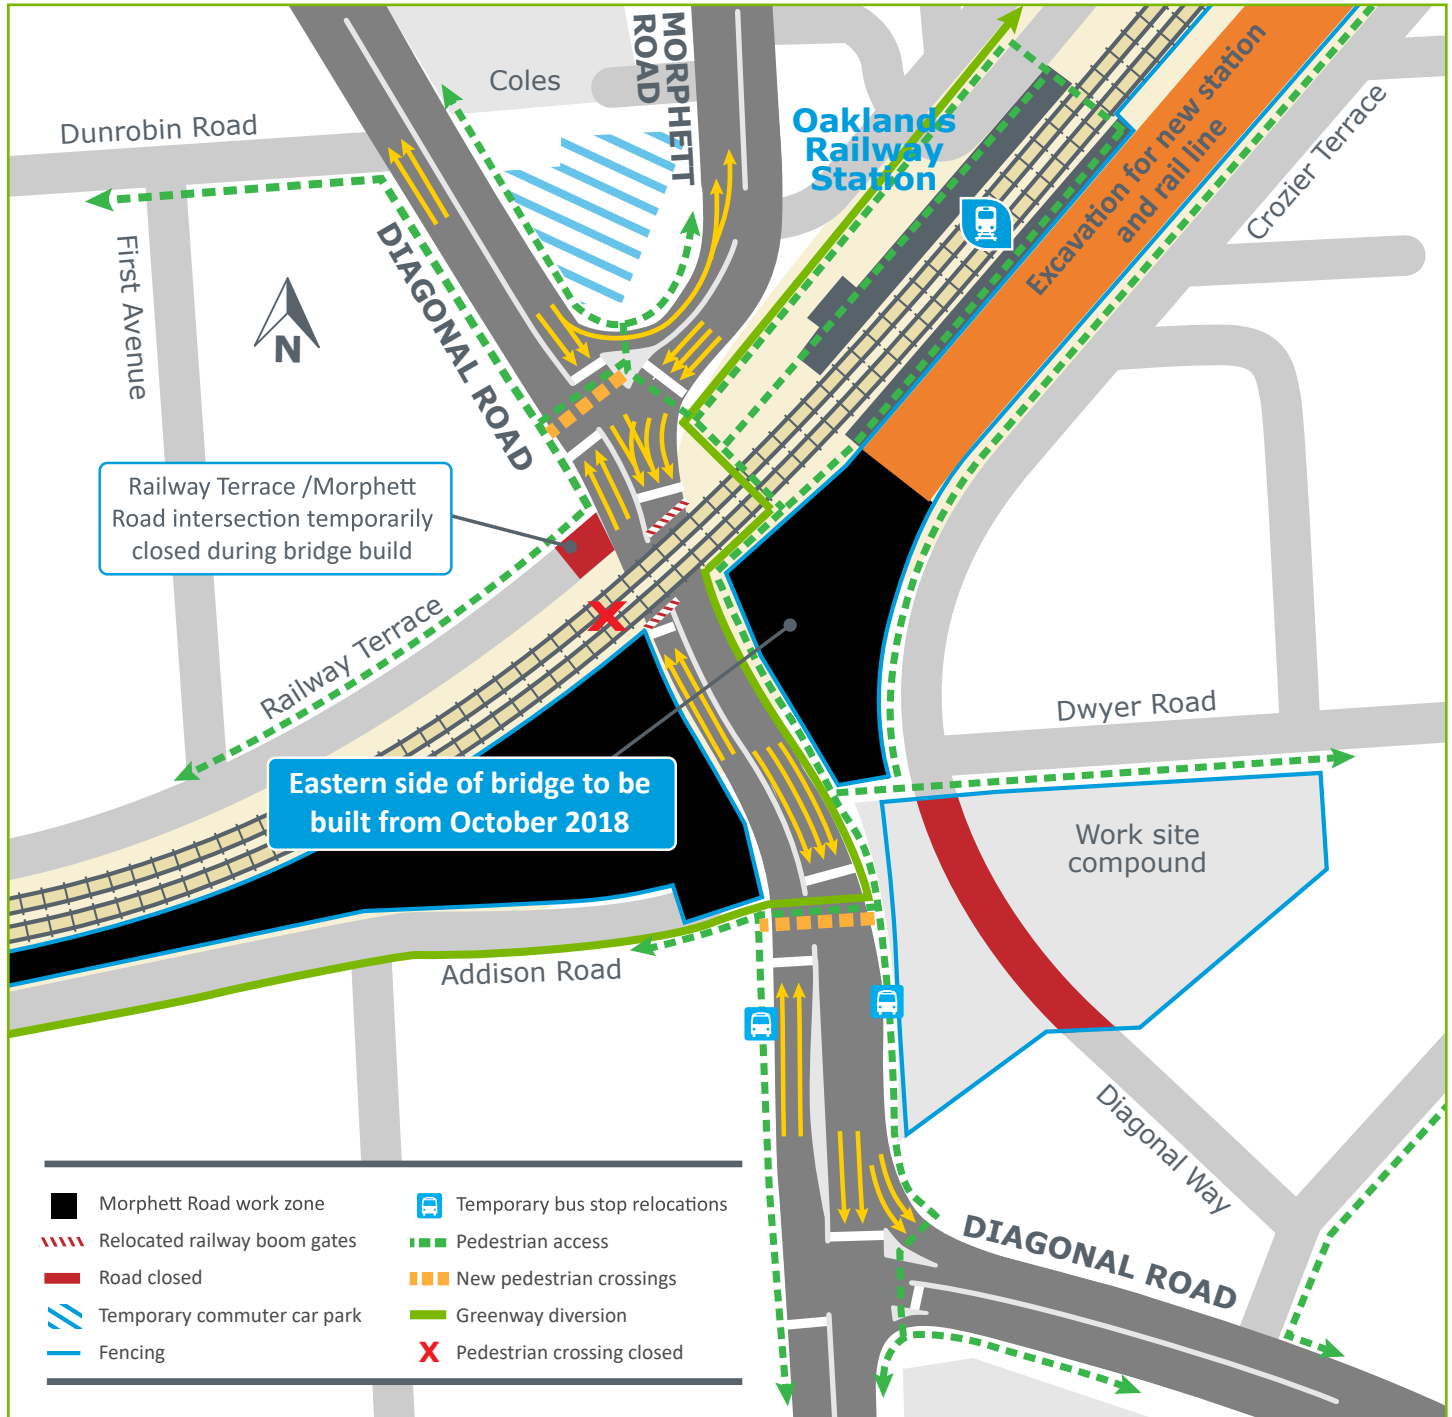 MORPHETT
ROAD
Coles
Dunrobin Road
Oaklands
Railway
Station
Excavation for new station
and rail line
Crozier Terrace
First Avenue
DIAGONAL ROAD
N
Railway Terrace /Morphett
Road intersection temporarily
closed during bridge build
Railway Terrace
X
Dwyer Road
Eastern side of bridge to be
built from October 2018
Work site
compound
Addison Road
Diagonal Way
DIAGONAL ROAD
Morphett Road work zone
Relocated railway boom gates
Road closed
Temporary commuter car park
Fencing
Temporary bus stop relocations
Pedestrian access
New pedestrian crossings
Greenway diversion
X Pedestrian crossing closed